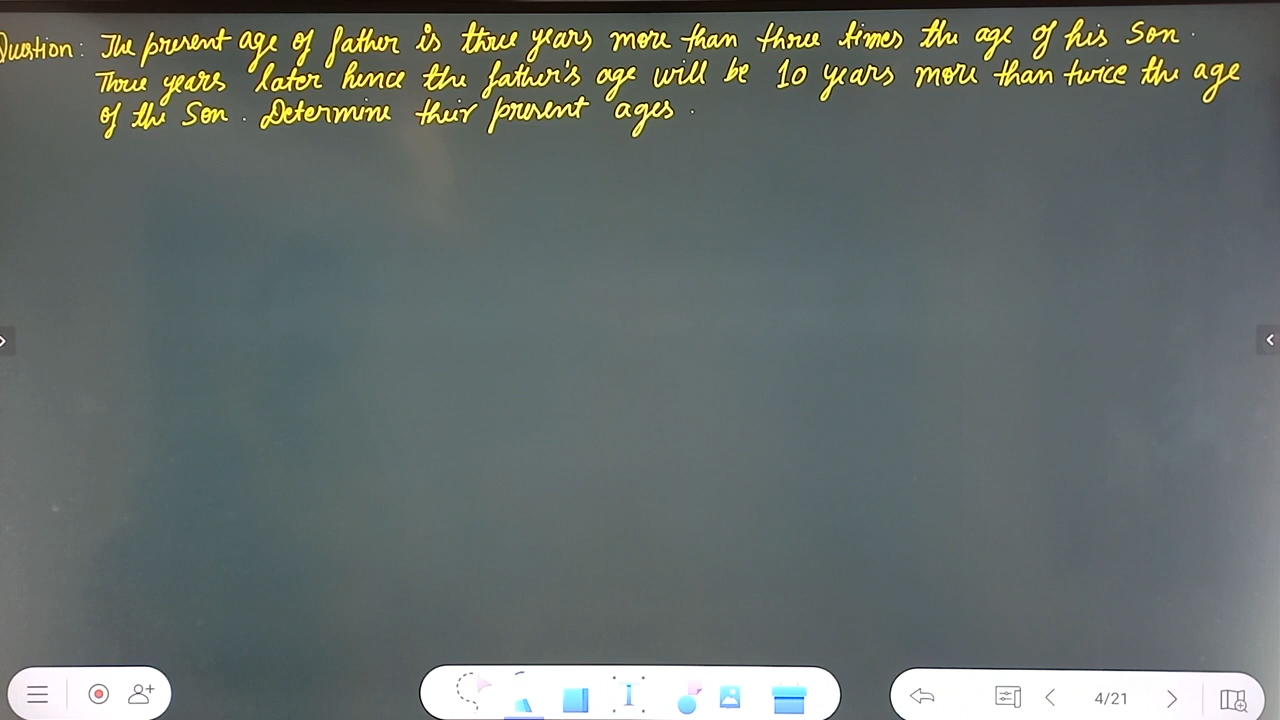 Question: The present age of father is three years more than three times the age of his Son.
Three years later hence the father's age will be 10 years more than twice the age
of the Son. Determine their present ages.
4/21